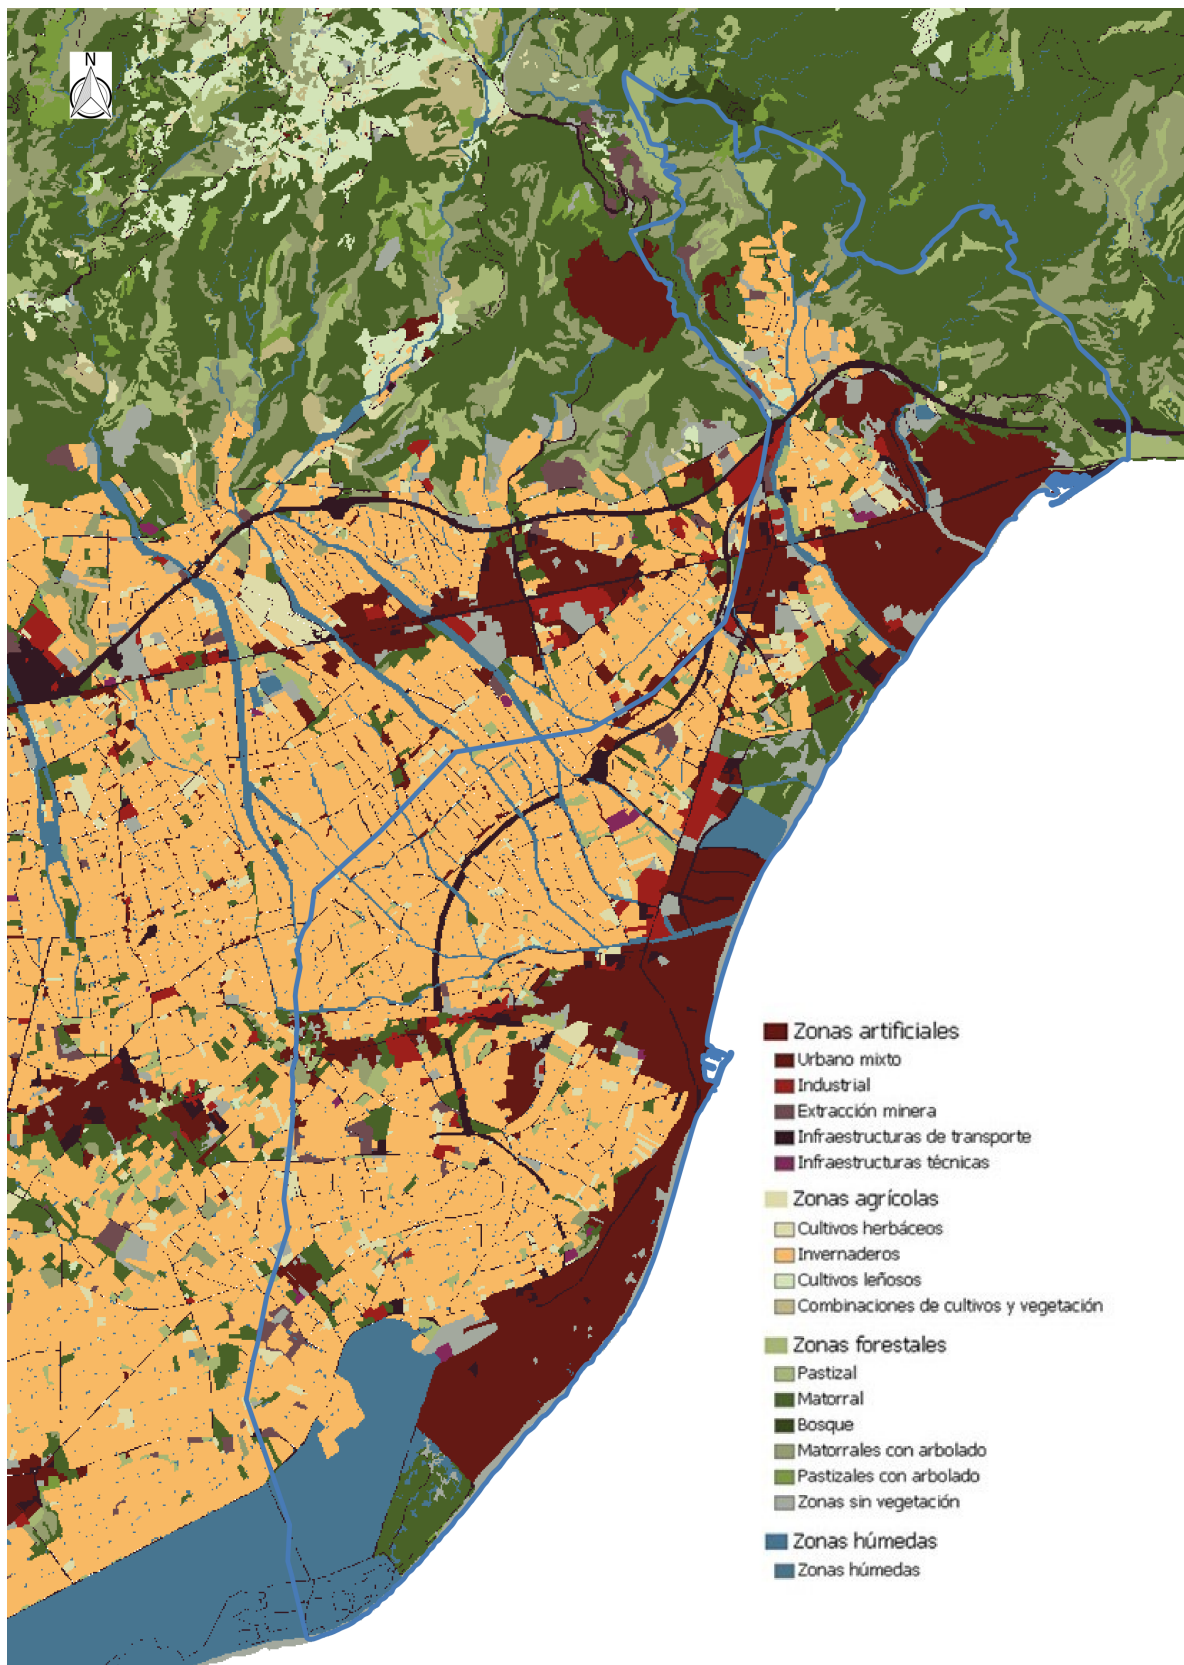 N
Zonas artificiales
Urbano mixto
Industrial
Extracción minera
Infraestructuras de transporte
Infraestructuras técnicas
Zonas agrícolas
Cultivos herbáceos
Invernaderos
Cultivos leñosos
Combinaciones de cultivos y vegetación
Zonas forestales
Pastizal
Matorral
Bosque
Matorrales con arbolado
Pastizales con arbolado
Zonas sin vegetación
Zonas húmedas
Zonas húmedas